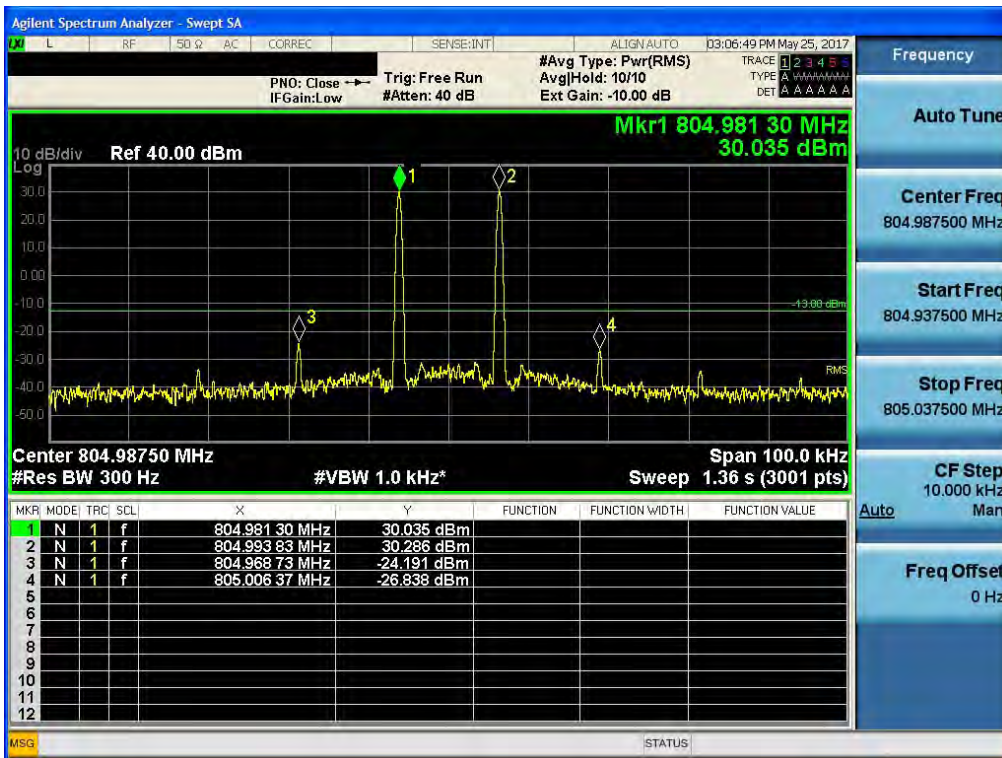 Agilent Spectrum Analyzer - Swept SA
LXI L RF 50 Ω AC CORREC SENSE:INT ALIGN AUTO 03:06:49 PM May 25, 2017
PNO: Close
IFGain:Low
Trig: Free Run
#Atten: 40 dB
#Avg Type: Pwr(RMS)
Avg|Hold: 10/10
Ext Gain: -10.00 dB
TRACE 1 2 3 4 5 6
TYPE A
DET A A A A A A
Mkr1 804.981 30 MHz
30.035 dBm
10 dB/div Ref 40.00 dBm
Log
30.0
20.0
10.0
0.00
-10.0
-20.0
-30.0
-40.0
-50.0
1
2
3
4
-13.00 dBm
RMS
Center 804.98750 MHz Span 100.0 kHz
#Res BW 300 Hz #VBW 1.0 kHz* Sweep 1.36 s (3001 pts)
MKR MODE TRC SCL X Y FUNCTION FUNCTION WIDTH FUNCTION VALUE
1 N 1 f 804.981 30 MHz 30.035 dBm
2 N 1 f 804.993 83 MHz 30.286 dBm
3 N 1 f 804.968 73 MHz -24.191 dBm
4 N 1 f 805.006 37 MHz -26.838 dBm
5
6
7
8
9
10
11
12
MSG STATUS
Frequency
Auto Tune
Center Freq
804.987500 MHz
Start Freq
804.937500 MHz
Stop Freq
805.037500 MHz
CF Step
10.000 kHz
Auto Man
Freq Offset
0 Hz